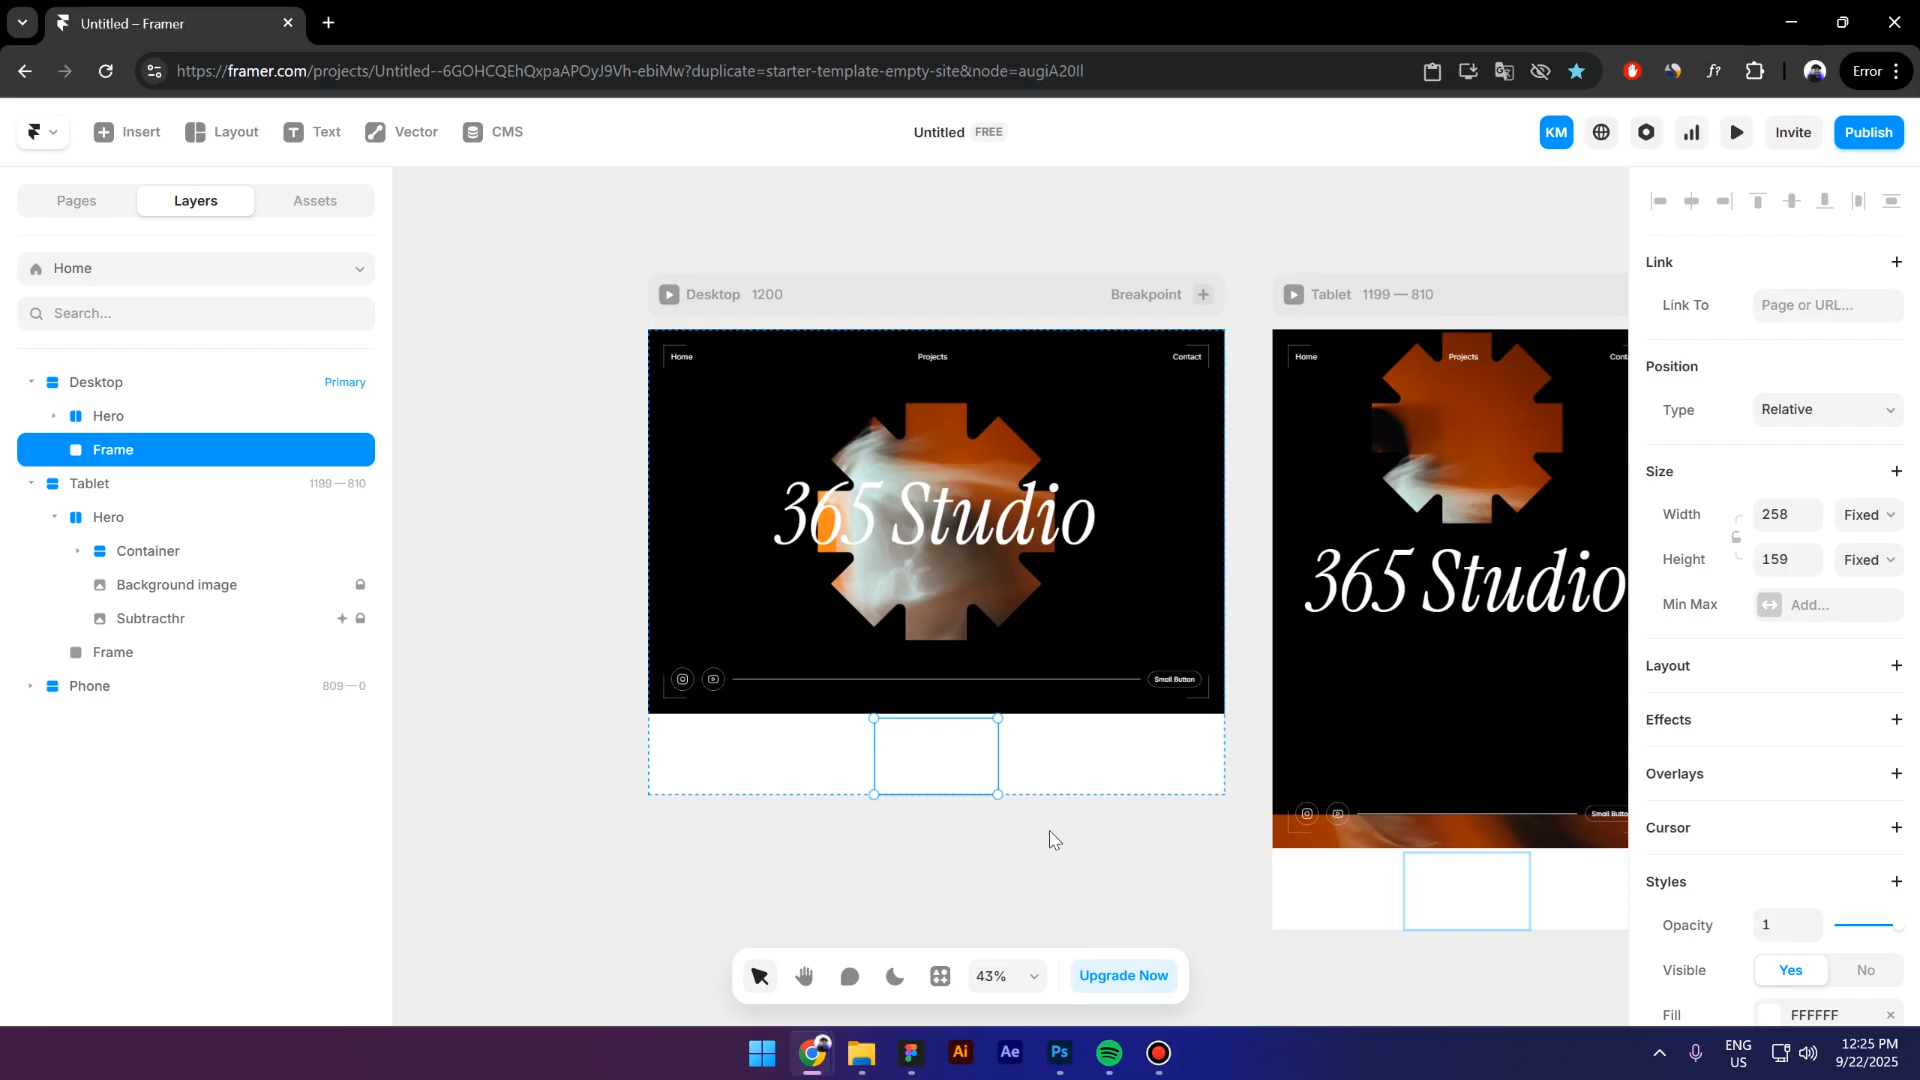 Untitled – Framer
https://framer.com/projects/Untitled--6GOHCQEhQxpaAPOyJ9Vh-ebiMw?duplicate=starter-template-empty-site&node=augiA20Il
Error
Insert
Layout
Text
Vector
CMS
Untitled FREE
KM
Invite
Publish
Pages
Layers
Assets
Home
Search...
Desktop
Primary
Hero
Frame
Tablet
1199 — 810
Hero
Container
Background image
Subtracthr
Frame
Phone
809 — 0
Desktop 1200
Breakpoint
Home
Projects
Contact
365 Studio
Small Button
Tablet 1199 — 810
Home
Projects
Cont
365 Studio
Small Butto
43%
Upgrade Now
Link
Link To
Page or URL...
Position
Type
Relative
Size
Width
258
Fixed
Height
159
Fixed
Min Max
Add...
Layout
Effects
Overlays
Cursor
Styles
Opacity
1
Visible
Yes
No
Fill
FFFFFF
Ai
Ae
Ps
ENG
US
12:25 PM
9/22/2025